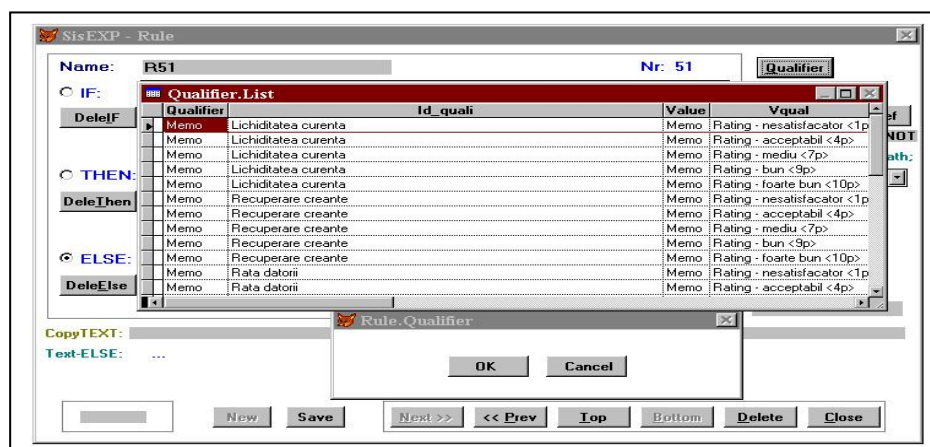 SisEXP - Rule
Name: R51 Nr: 51 Qualifier
IF:
DeleIF
THEN:
DeleThen
ELSE:
DeleElse
Qualifier.List
Qualifier Id_quali Value Vqual
Memo Lichiditatea curenta Memo Rating - nesatisfacator <1p
Memo Lichiditatea curenta Memo Rating - acceptabil <4p>
Memo Lichiditatea curenta Memo Rating - mediu <7p>
Memo Lichiditatea curenta Memo Rating - bun <9p>
Memo Lichiditatea curenta Memo Rating - foarte bun <10p>
Memo Recuperare creante Memo Rating - nesatisfacator <1p
Memo Recuperare creante Memo Rating - acceptabil <4p>
Memo Recuperare creante Memo Rating - mediu <7p>
Memo Recuperare creante Memo Rating - bun <9p>
Memo Recuperare creante Memo Rating - foarte bun <10p>
Memo Rata datorii Memo Rating - nesatisfacator <1p
Memo Rata datorii Memo Rating - acceptabil <4p>
ef
NOT
ath;
CopyTEXT:
Text-ELSE: ...
Rule.Qualifier
OK Cancel
New Save Next >> << Prev Top Bottom Delete Close